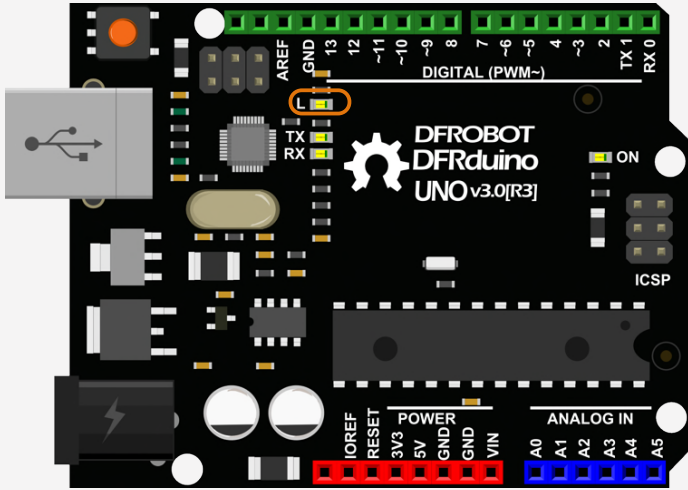 AREF
GND
13
12
~11
~10
~9
8
7
~6
~5
4
~3
2
TX 1
RX 0
DIGITAL (PWM~)
L
TX
RX
DFROBOT
DFRduino
UNO v3.0[R3]
ON
ICSP
POWER
ANALOG IN
IOREF
RESET
3V3
5V
GND
GND
VIN
A0
A1
A2
A3
A4
A5